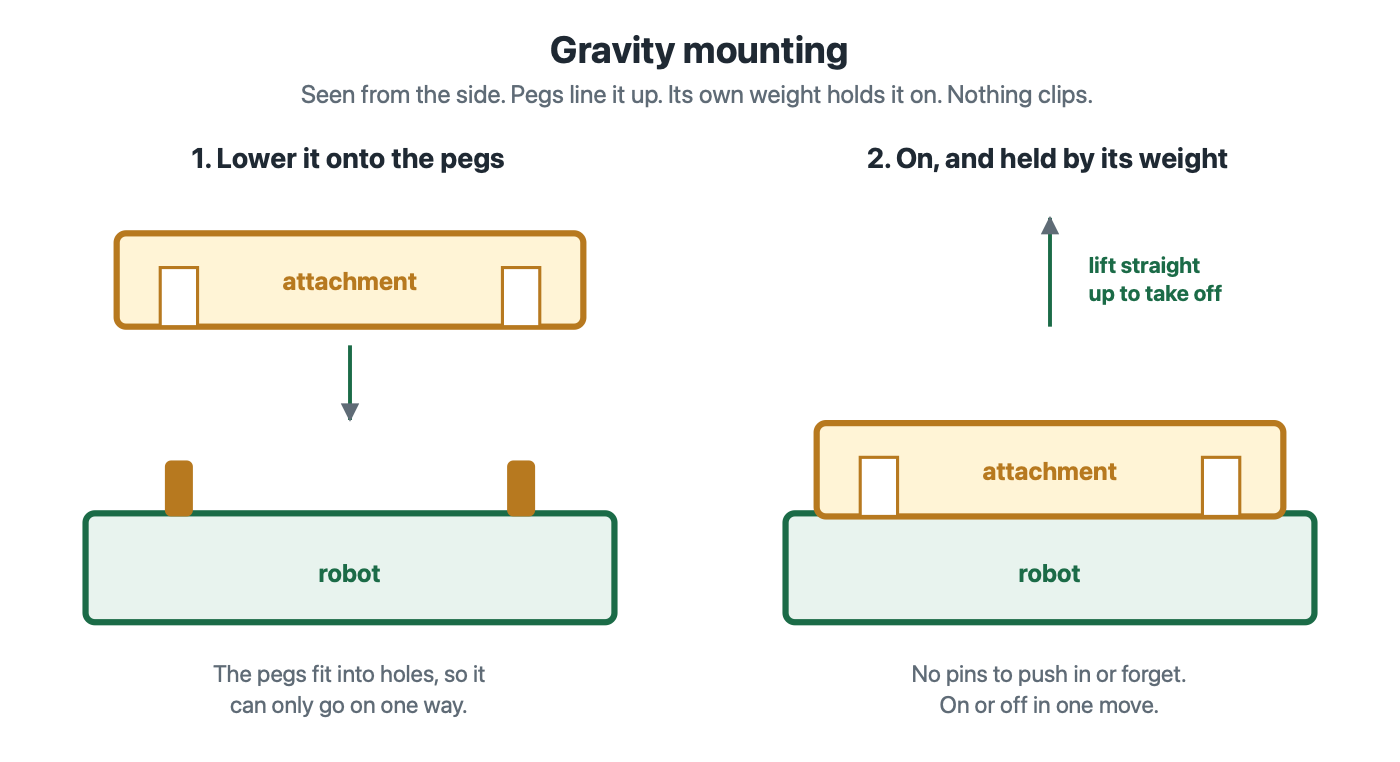 Gravity mounting
Seen from the side. Pegs line it up. Its own weight holds it on. Nothing clips.
1. Lower it onto the pegs
attachment
robot
The pegs fit into holes, so it
can only go on one way.
2. On, and held by its weight
lift straight
up to take off
attachment
robot
No pins to push in or forget.
On or off in one move.